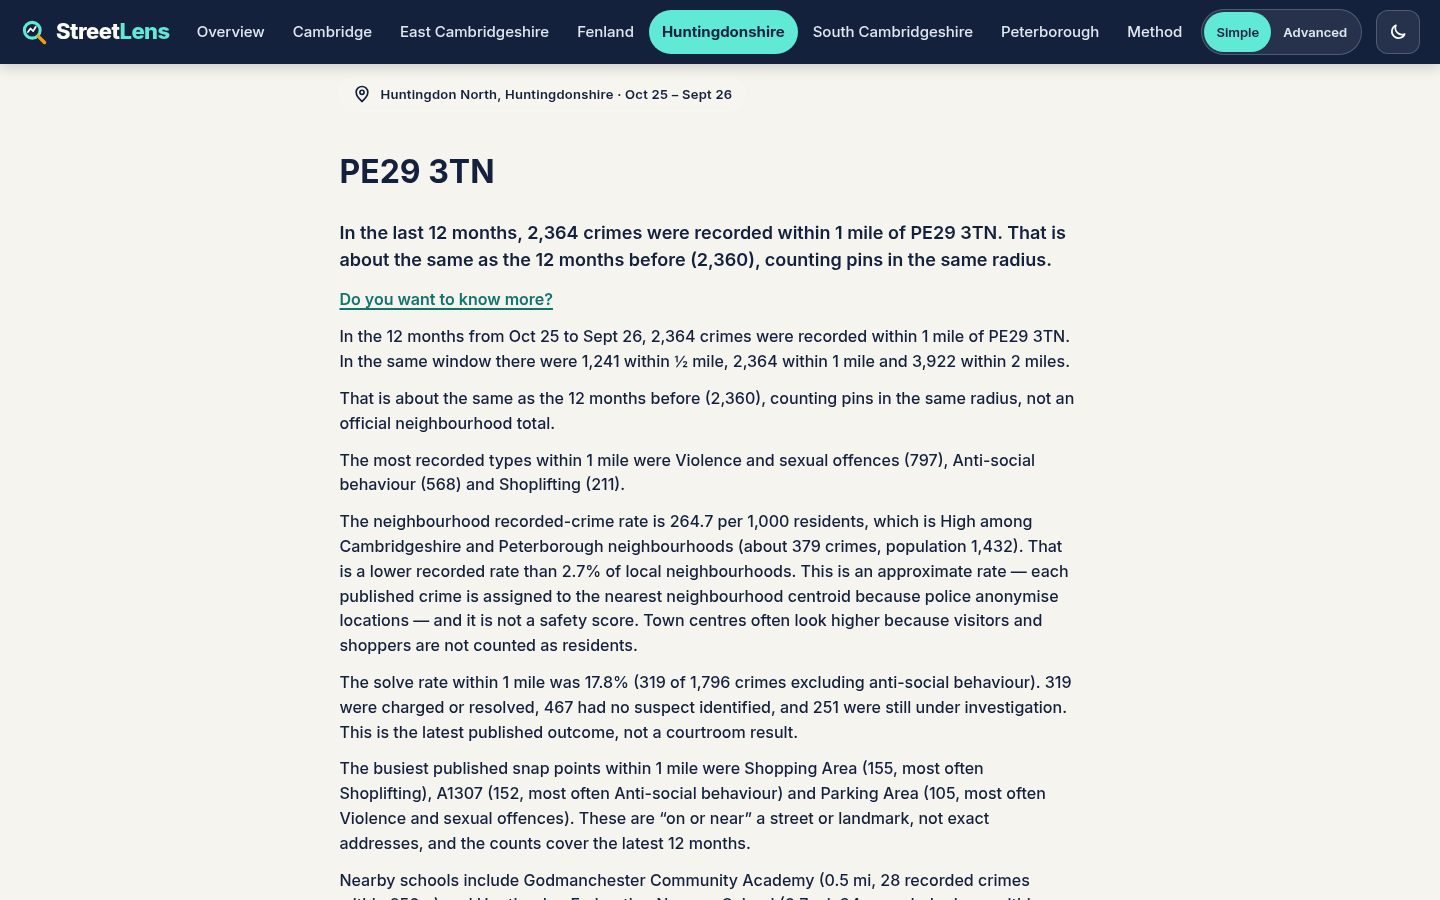 StreetLens Overview Cambridge East Cambridgeshire Fenland Huntingdonshire South Cambridgeshire Peterborough Method Simple Advanced
Huntingdon North, Huntingdonshire · Oct 25 – Sept 26
PE29 3TN
In the last 12 months, 2,364 crimes were recorded within 1 mile of PE29 3TN. That is
about the same as the 12 months before (2,360), counting pins in the same radius.
Do you want to know more?
In the 12 months from Oct 25 to Sept 26, 2,364 crimes were recorded within 1 mile of PE29 3TN.
In the same window there were 1,241 within ½ mile, 2,364 within 1 mile and 3,922 within 2 miles.
That is about the same as the 12 months before (2,360), counting pins in the same radius, not an
official neighbourhood total.
The most recorded types within 1 mile were Violence and sexual offences (797), Anti-social
behaviour (568) and Shoplifting (211).
The neighbourhood recorded-crime rate is 264.7 per 1,000 residents, which is High among
Cambridgeshire and Peterborough neighbourhoods (about 379 crimes, population 1,432). That
is a lower recorded rate than 2.7% of local neighbourhoods. This is an approximate rate — each
published crime is assigned to the nearest neighbourhood centroid because police anonymise
locations — and it is not a safety score. Town centres often look higher because visitors and
shoppers are not counted as residents.
The solve rate within 1 mile was 17.8% (319 of 1,796 crimes excluding anti-social behaviour). 319
were charged or resolved, 467 had no suspect identified, and 251 were still under investigation.
This is the latest published outcome, not a courtroom result.
The busiest published snap points within 1 mile were Shopping Area (155, most often
Shoplifting), A1307 (152, most often Anti-social behaviour) and Parking Area (105, most often
Violence and sexual offences). These are “on or near” a street or landmark, not exact
addresses, and the counts cover the latest 12 months.
Nearby schools include Godmanchester Community Academy (0.5 mi, 28 recorded crimes